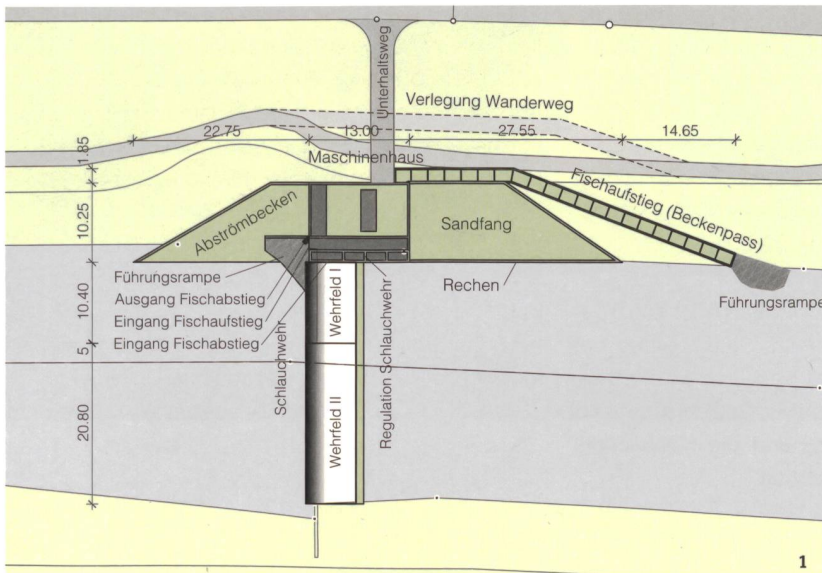 Unterhaltsweg
Verlegung Wanderweg
22.75
13.00
27.55
14.65
1.85
Maschinenhaus
Fischaufstieg (Beckenpass)
10.25
Abströmbecken
Sandfang
Führungsrampe
Rechen
Führungsrampe
Ausgang Fischabstieg
Eingang Fischaufstieg
Eingang Fischabstieg
10.40
Wehrfeld I
Schlauchwehr
Regulation Schlauchwehr
5
20.80
Wehrfeld II
1